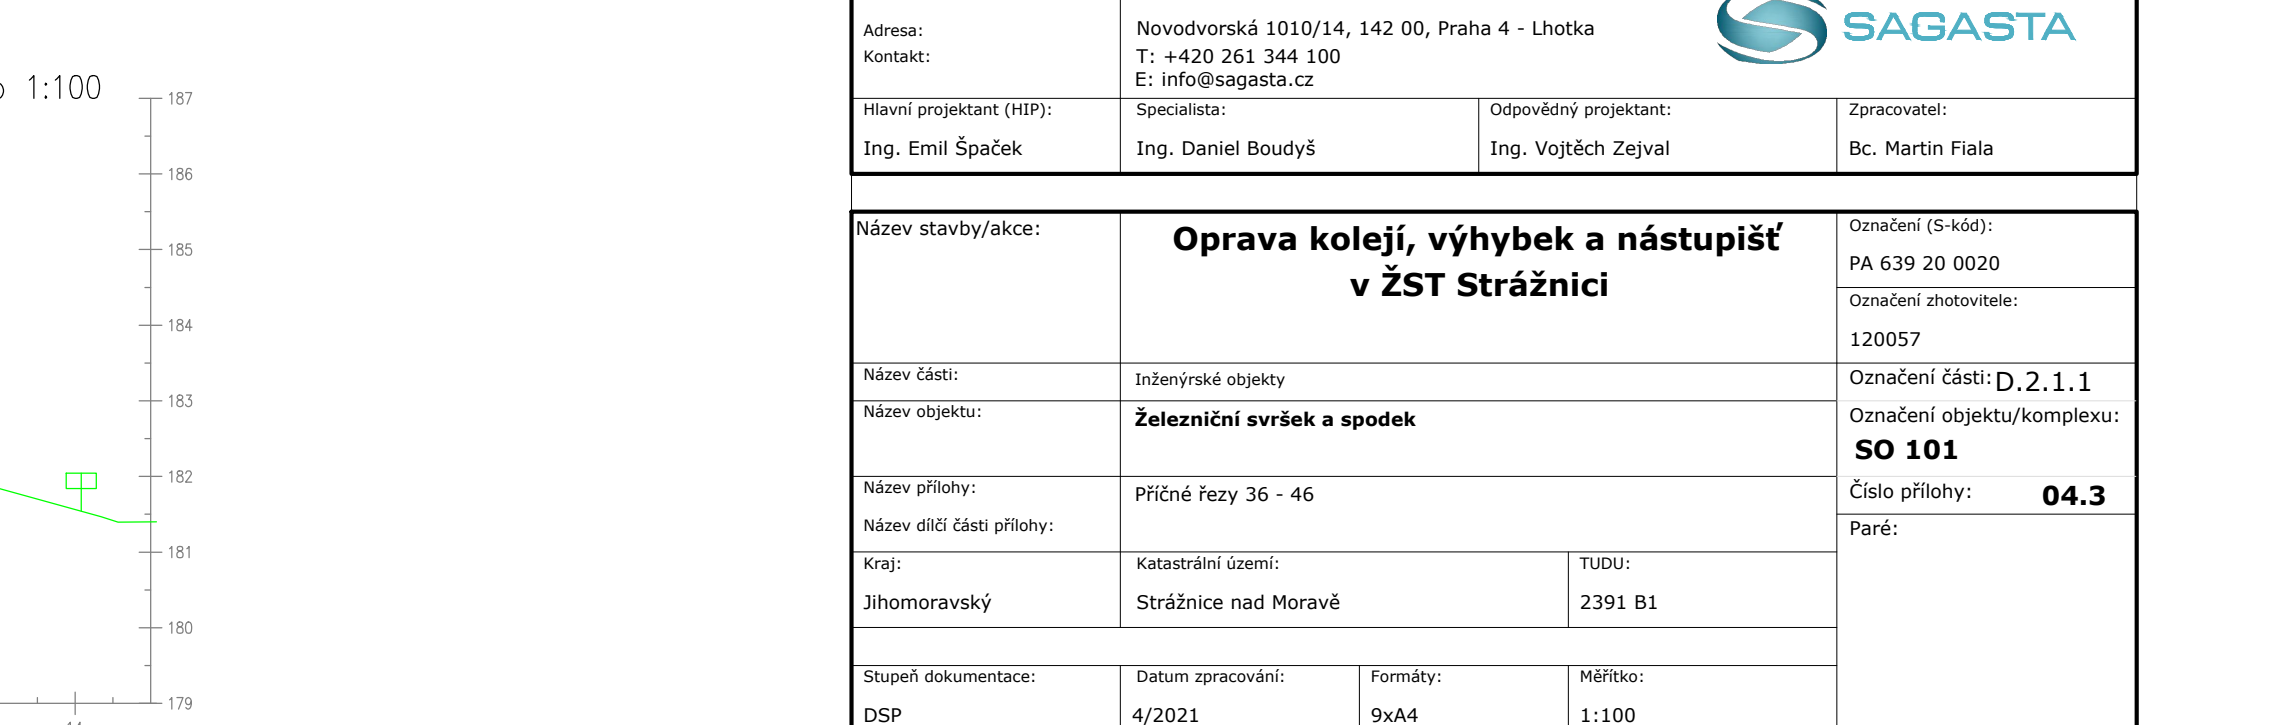 1:100
187
186
185
184
183
182
181
180
179
Adresa:
Novodvorská 1010/14, 142 00, Praha 4 - Lhotka
Kontakt:
T: +420 261 344 100
E: info@sagasta.cz
SAGASTA
Hlavní projektant (HIP):
Ing. Emil Špaček
Specialista:
Ing. Daniel Boudyš
Odpovědný projektant:
Ing. Vojtěch Zejval
Zpracovatel:
Bc. Martin Fiala
Název stavby/akce:
Oprava kolejí, výhybek a nástupišť
v ŽST Strážnici
Označení (S-kód):
PA 639 20 0020
Označení zhotovitele:
120057
Název části:
Inženýrské objekty
Označení části: D.2.1.1
Název objektu:
Železniční svršek a spodek
Označení objektu/komplexu:
SO 101
Název přílohy:
Příčné řezy 36 - 46
Číslo přílohy: 04.3
Název dílčí části přílohy:
Paré:
Kraj:
Jihomoravský
Katastrální území:
Strážnice nad Moravě
TUDU:
2391 B1
Stupeň dokumentace:
DSP
Datum zpracování:
4/2021
Formáty:
9xA4
Měřítko:
1:100